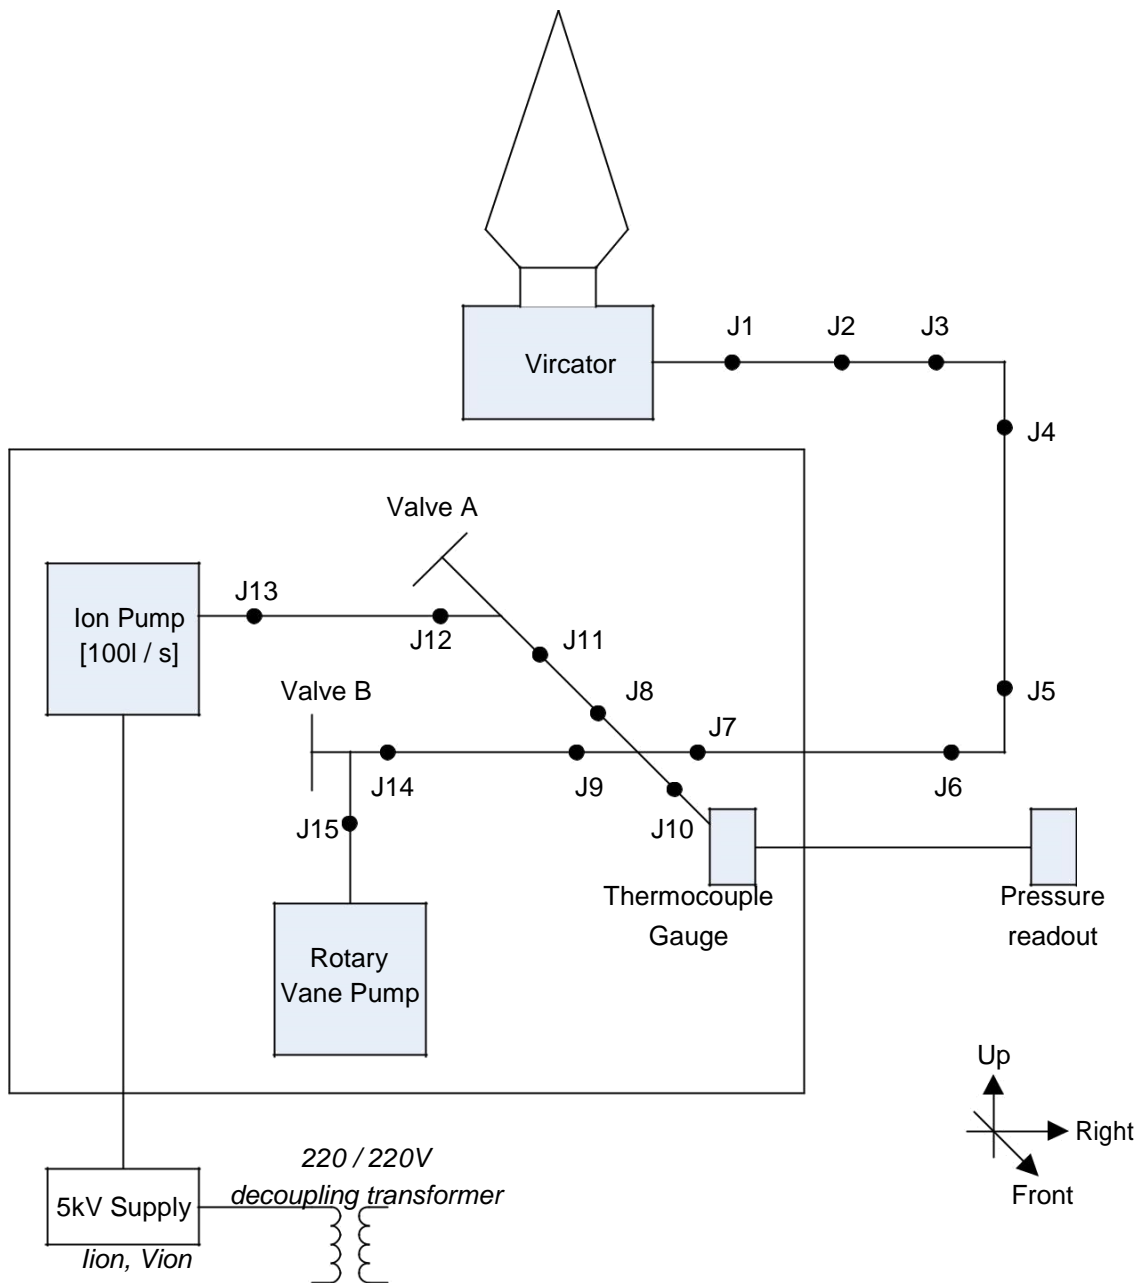 J1
J2
J3
Vircator
J4
Valve A
J13
Ion Pump
[100l / s]
J12
J11
Valve B
J8
J5
J7
J14
J9
J6
J15
J10
Thermocouple
Gauge
Pressure
readout
Rotary
Vane Pump
Up
Right
Front
220 / 220V
decoupling transformer
5kV Supply
Iion, Vion